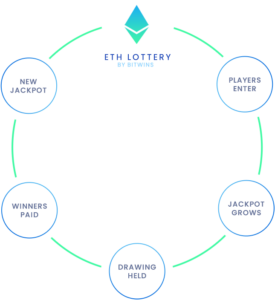 ETH LOTTERY
BY BITWINS
PLAYERS
ENTER
JACKPOT
GROWS
DRAWING
HELD
WINNERS
PAID
NEW
JACKPOT